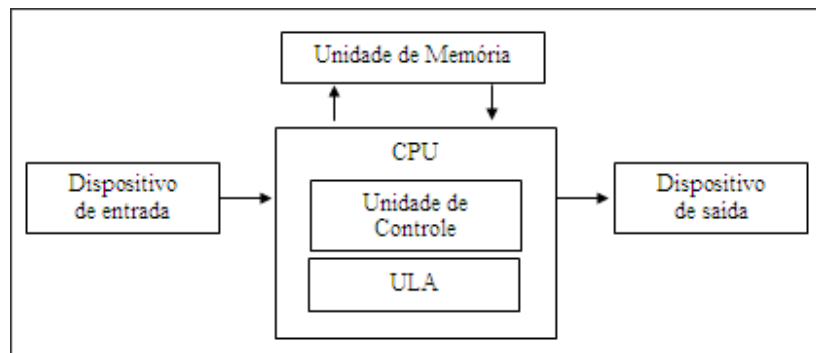 Unidade de Memória
CPU
Dispositivo
de entrada
Unidade de
Controle
ULA
Dispositivo
de saída